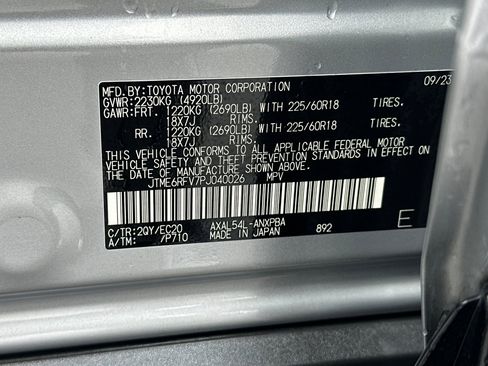 MFD.BY:TOYOTA MOTOR CORPORATION 09/23
GVWR:2230KG (4920LB)
GAWR:FRT. 1220KG (2690LB) WITH 225/60R18 TIRES.
18X7J RIMS.
RR. 1220KG (2690LB) WITH 225/60R18 TIRES.
18X7J RIMS.
THIS VEHICLE CONFORMS TO ALL APPLICABLE FEDERAL MOTOR
VEHICLE SAFETY AND THEFT PREVENTION STANDARDS IN EFFECT
ON THE DATE OF MANUFACTURE SHOWN ABOVE.
JTME6RFV7PJ040026 MPV
C/TR:2QY/EC20 AXAL54L-ANXPBA
A/TM: /P710 MADE IN JAPAN 892 E